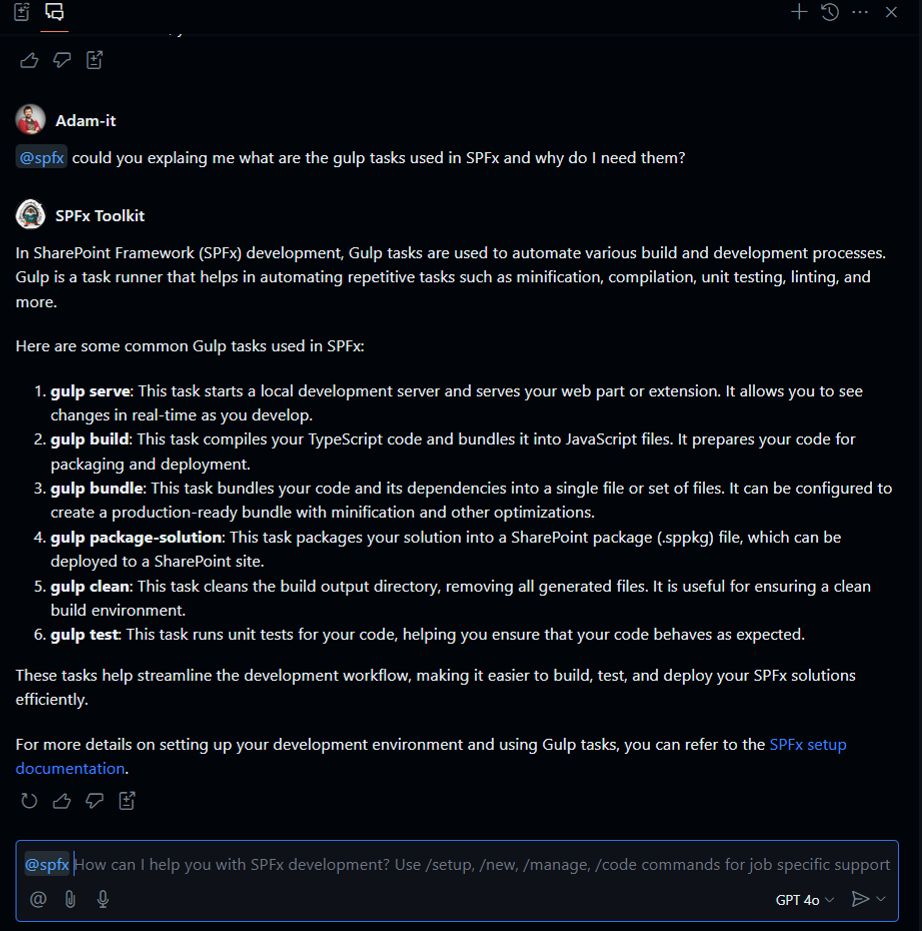 Adam-it
@spfx could you explaing me what are the gulp tasks used in SPFx and why do I need them?
SPFx Toolkit
In SharePoint Framework (SPFx) development, Gulp tasks are used to automate various build and development processes.
Gulp is a task runner that helps in automating repetitive tasks such as minification, compilation, unit testing, linting, and
more.
Here are some common Gulp tasks used in SPFx:
1. gulp serve: This task starts a local development server and serves your web part or extension. It allows you to see
changes in real-time as you develop.
2. gulp build: This task compiles your TypeScript code and bundles it into JavaScript files. It prepares your code for
packaging and deployment.
3. gulp bundle: This task bundles your code and its dependencies into a single file or set of files. It can be configured to
create a production-ready bundle with minification and other optimizations.
4. gulp package-solution: This task packages your solution into a SharePoint package (.sppkg) file, which can be
deployed to a SharePoint site.
5. gulp clean: This task cleans the build output directory, removing all generated files. It is useful for ensuring a clean
build environment.
6. gulp test: This task runs unit tests for your code, helping you ensure that your code behaves as expected.
These tasks help streamline the development workflow, making it easier to build, test, and deploy your SPFx solutions
efficiently.
For more details on setting up your development environment and using Gulp tasks, you can refer to the SPFx setup
documentation.
@spfx How can I help you with SPFx development? Use /setup, /new, /manage, /code commands for job specific support
GPT 4o